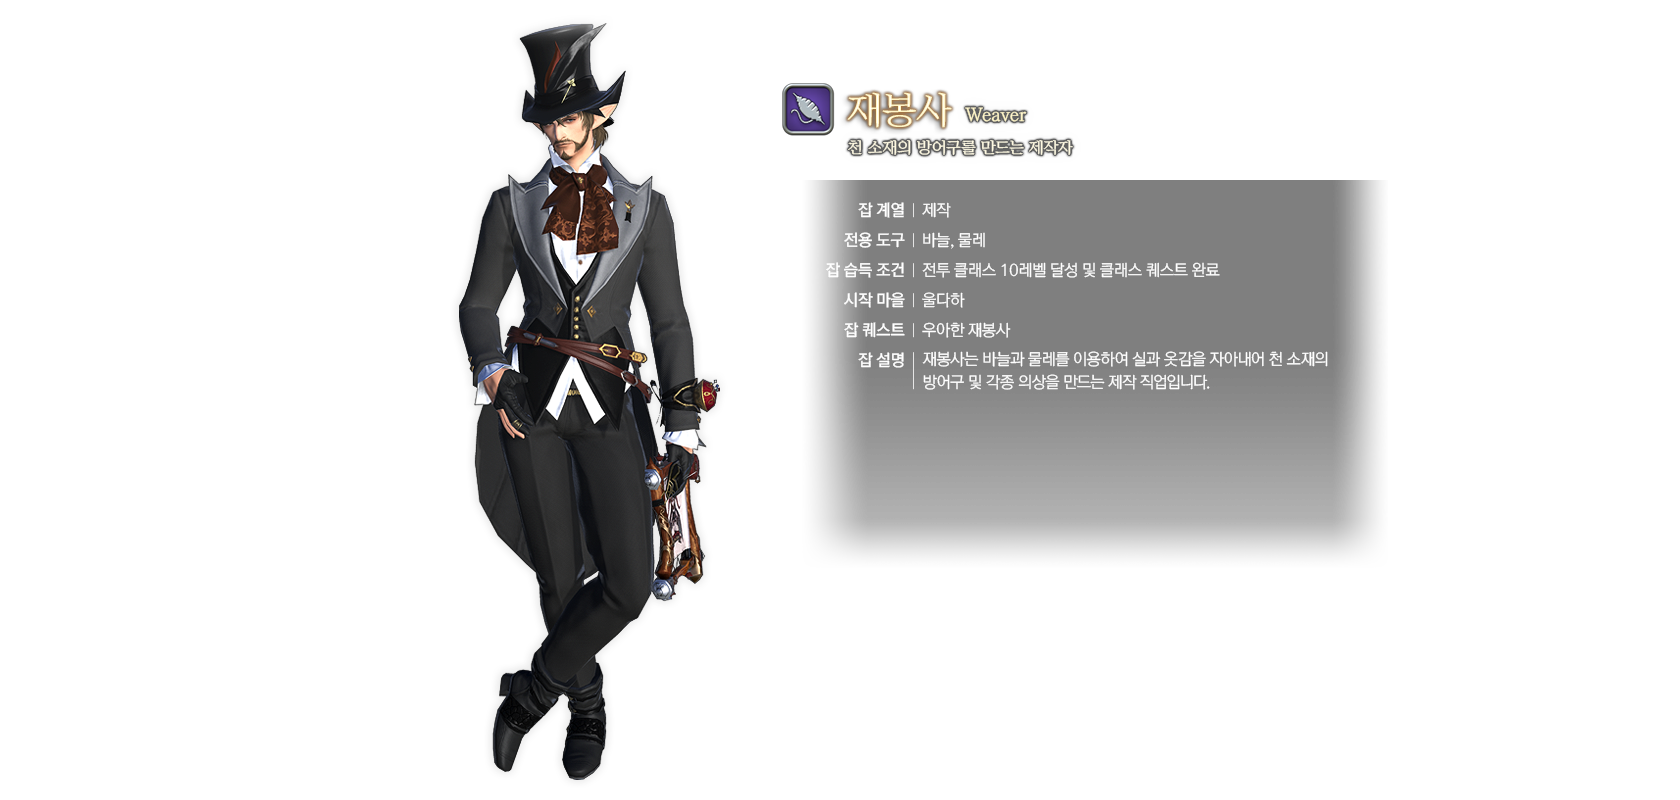 재봉사 Weaver
천 소재의 방어구를 만드는 제작자
잡 계열 | 제작
전용 도구 | 바늘, 물레
잡 습득 조건 | 전투 클래스 10레벨 달성 및 클래스 퀘스트 완료
시작 마을 | 울다하
잡 퀘스트 | 우아한 재봉사
잡 설명 | 재봉사는 바늘과 물레를 이용하여 실과 옷감을 자아내어 천 소재의
방어구 및 각종 의상을 만드는 제작 직업입니다.